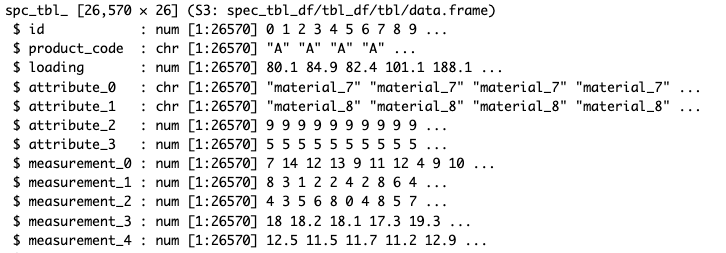 spc_tbl_ [26,570 × 26] (S3: spec_tbl_df/tbl_df/tbl/data.frame)
 $ id            : num [1:26570] 0 1 2 3 4 5 6 7 8 9 ...
 $ product_code  : chr [1:26570] "A" "A" "A" "A" ...
 $ loading       : num [1:26570] 80.1 84.9 82.4 101.1 188.1 ...
 $ attribute_0   : chr [1:26570] "material_7" "material_7" "material_7" "material_7" ...
 $ attribute_1   : chr [1:26570] "material_8" "material_8" "material_8" "material_8" ...
 $ attribute_2   : num [1:26570] 9 9 9 9 9 9 9 9 9 9 ...
 $ attribute_3   : num [1:26570] 5 5 5 5 5 5 5 5 5 5 ...
 $ measurement_0 : num [1:26570] 7 14 12 13 9 11 12 4 9 10 ...
 $ measurement_1 : num [1:26570] 8 3 1 2 2 4 2 8 6 4 ...
 $ measurement_2 : num [1:26570] 4 3 5 6 8 0 4 8 5 7 ...
 $ measurement_3 : num [1:26570] 18 18.2 18.1 17.3 19.3 ...
 $ measurement_4 : num [1:26570] 12.5 11.5 11.7 11.2 12.9 ...